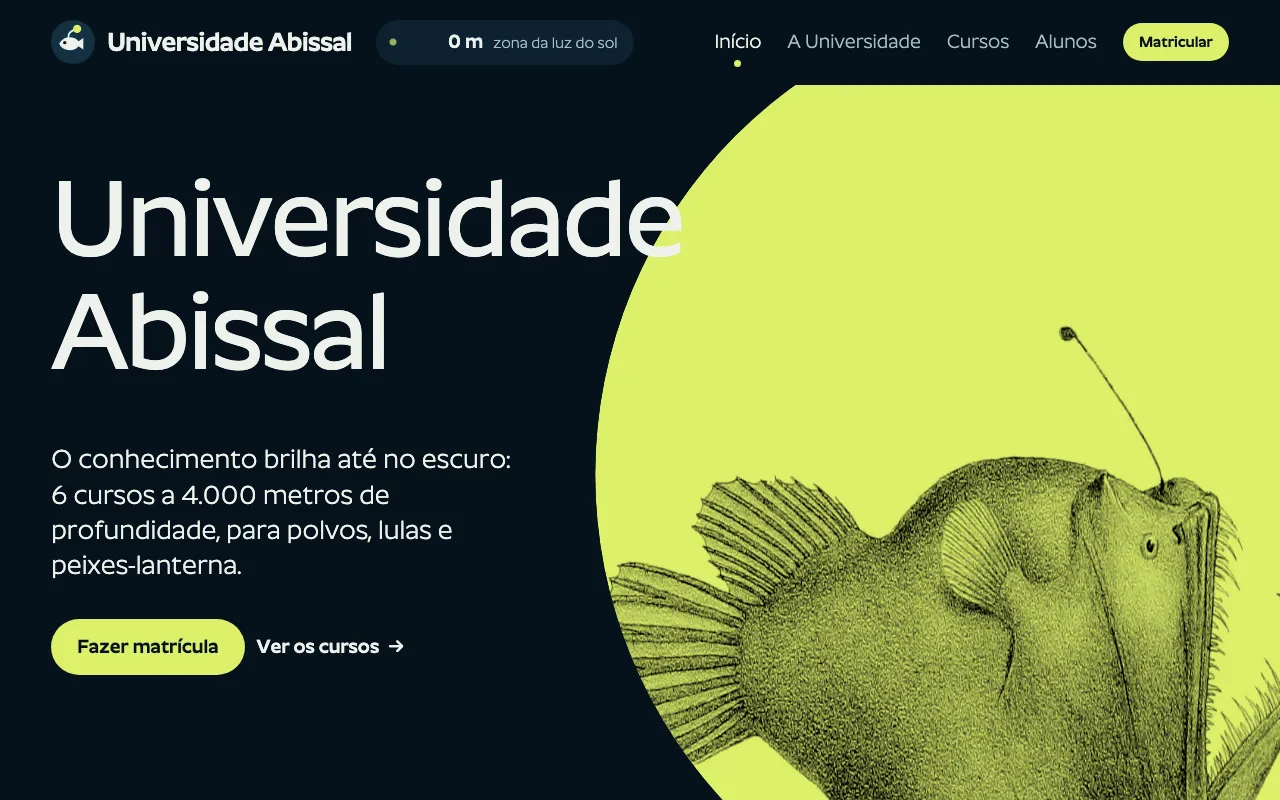 Universidade Abissal
0 m zona da luz do sol
Início
A Universidade
Cursos
Alunos
Matricular
Universidade
Abissal
O conhecimento brilha até no escuro:
6 cursos a 4.000 metros de
profundidade, para polvos, lulas e
peixes-lanterna.
Fazer matrícula
Ver os cursos →